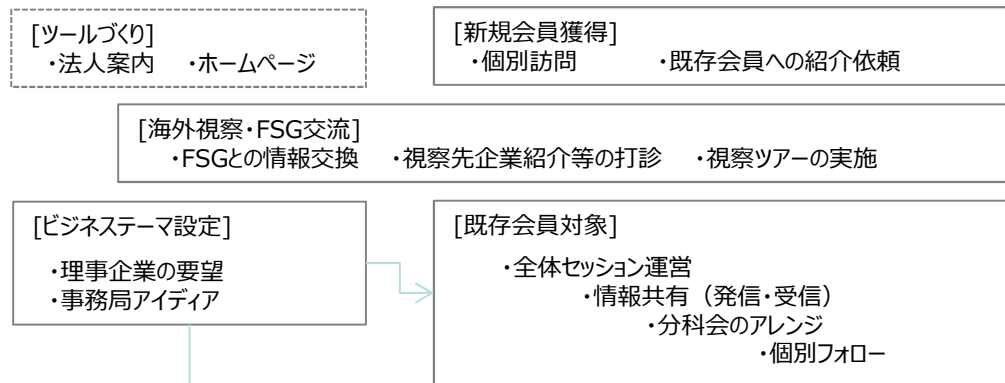 [ツールづくり]
・法人案内 ・ホームページ
[新規会員獲得]
・個別訪問 ・既存会員への紹介依頼
[海外視察・FSG交流]
・FSGとの情報交換 ・視察先企業紹介等の打診 ・視察ツアーの実施
[ビジネステーマ設定]
・理事企業の要望
・事務局アイディア
[既存会員対象]
・全体セッション運営
・情報共有（発信・受信）
・分科会のアレンジ
・個別フォロー